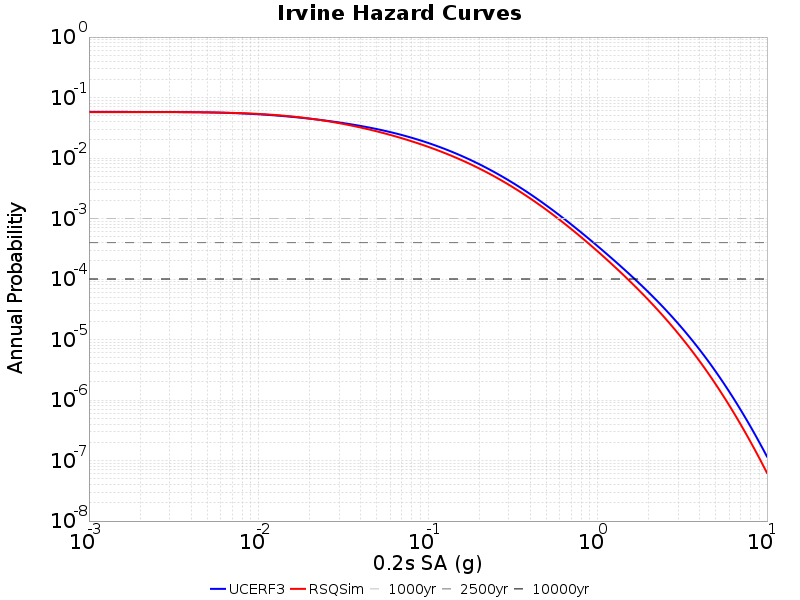 Irvine Hazard Curves
Annual Probabilitiy
10^0
10^-1
10^-2
10^-3
10^-4
10^-5
10^-6
10^-7
10^-8
10^-3 10^-2 10^-1 10^0 10^1
0.2s SA (g)
UCERF3 RSQSim 1000yr 2500yr 10000yr